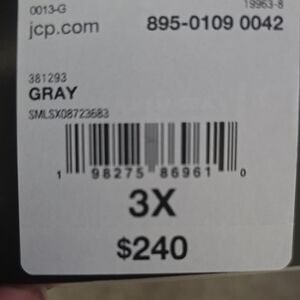 0013-G 19963-8
jcp.com 895-0109 0042
381293
GRAY
SMLSX08723683
1 98275 86961 0
3X
$240